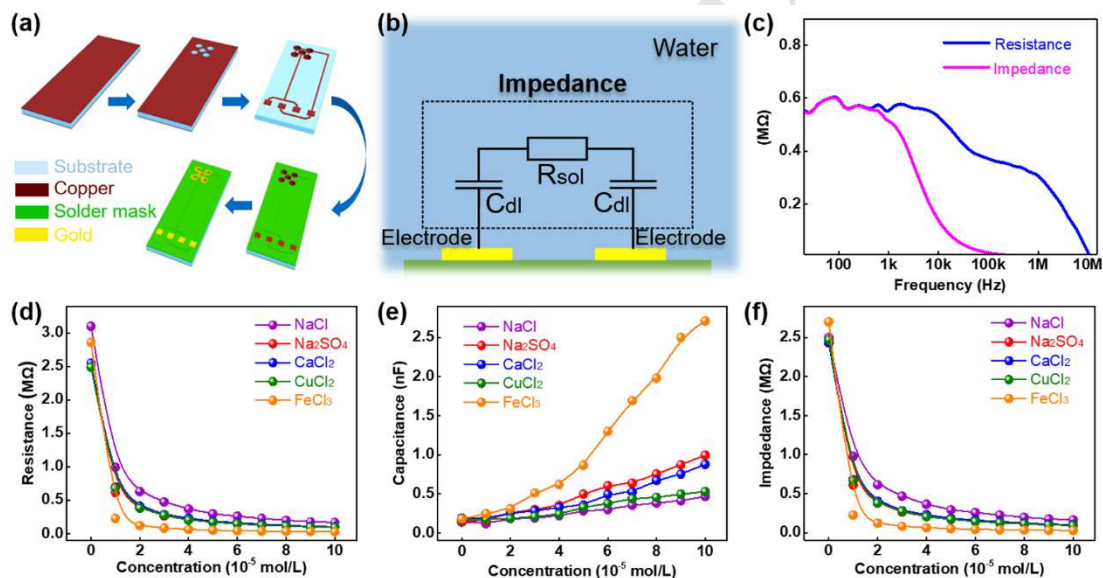 (a)
Substrate
Copper
Solder mask
Gold
(b)
Water
Impedance
Rsol
Cdl
Cdl
Electrode
Electrode
(c)
0.8
0.6
0.4
0.2
(MΩ)
Resistance
Impedance
100 1k 10k 100k 1M 10M
Frequency (Hz)
(d)
3.0
2.5
2.0
1.5
1.0
0.5
0.0
Resistance (MΩ)
NaCl
Na₂SO₄
CaCl₂
CuCl₂
FeCl₃
0 2 4 6 8 10
Concentration (10⁻⁵ mol/L)
(e)
2.5
2.0
1.5
1.0
0.5
0.0
Capacitance (nF)
NaCl
Na₂SO₄
CaCl₂
CuCl₂
FeCl₃
0 2 4 6 8 10
Concentration (10⁻⁵ mol/L)
(f)
2.5
2.0
1.5
1.0
0.5
0.0
Impdedance (MΩ)
NaCl
Na₂SO₄
CaCl₂
CuCl₂
FeCl₃
0 2 4 6 8 10
Concentration (10⁻⁵ mol/L)